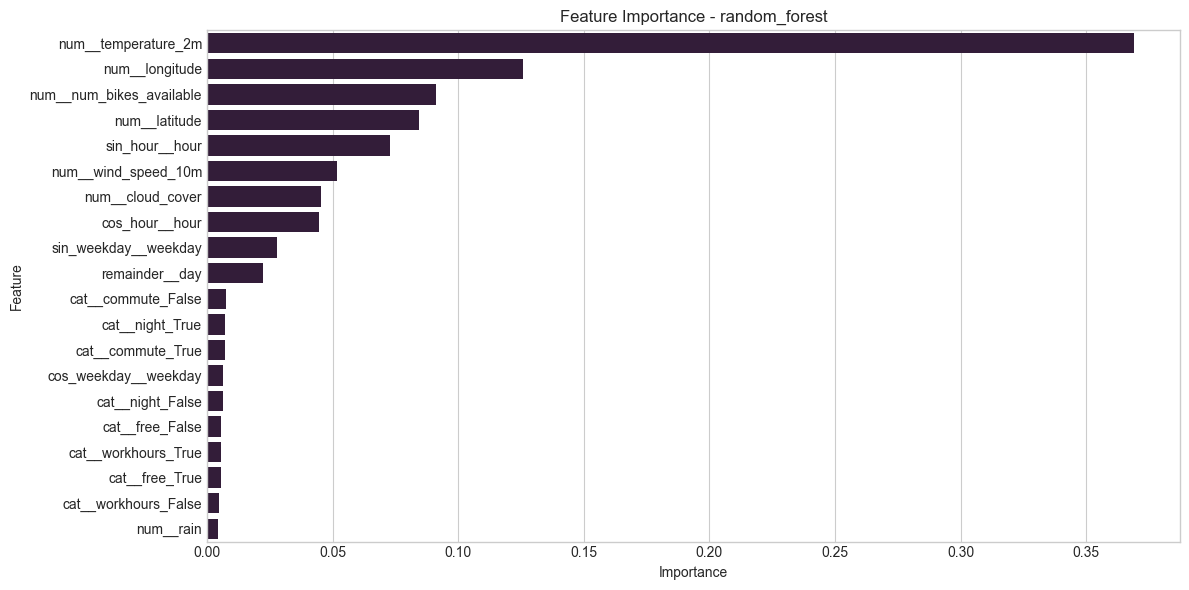 Feature Importance - random_forest
Feature
num__temperature_2m
num__longitude
num__num_bikes_available
num__latitude
sin_hour__hour
num__wind_speed_10m
num__cloud_cover
cos_hour__hour
sin_weekday__weekday
remainder__day
cat__commute_False
cat__night_True
cat__commute_True
cos_weekday__weekday
cat__night_False
cat__free_False
cat__workhours_True
cat__free_True
cat__workhours_False
num__rain
0.00 0.05 0.10 0.15 0.20 0.25 0.30 0.35
Importance